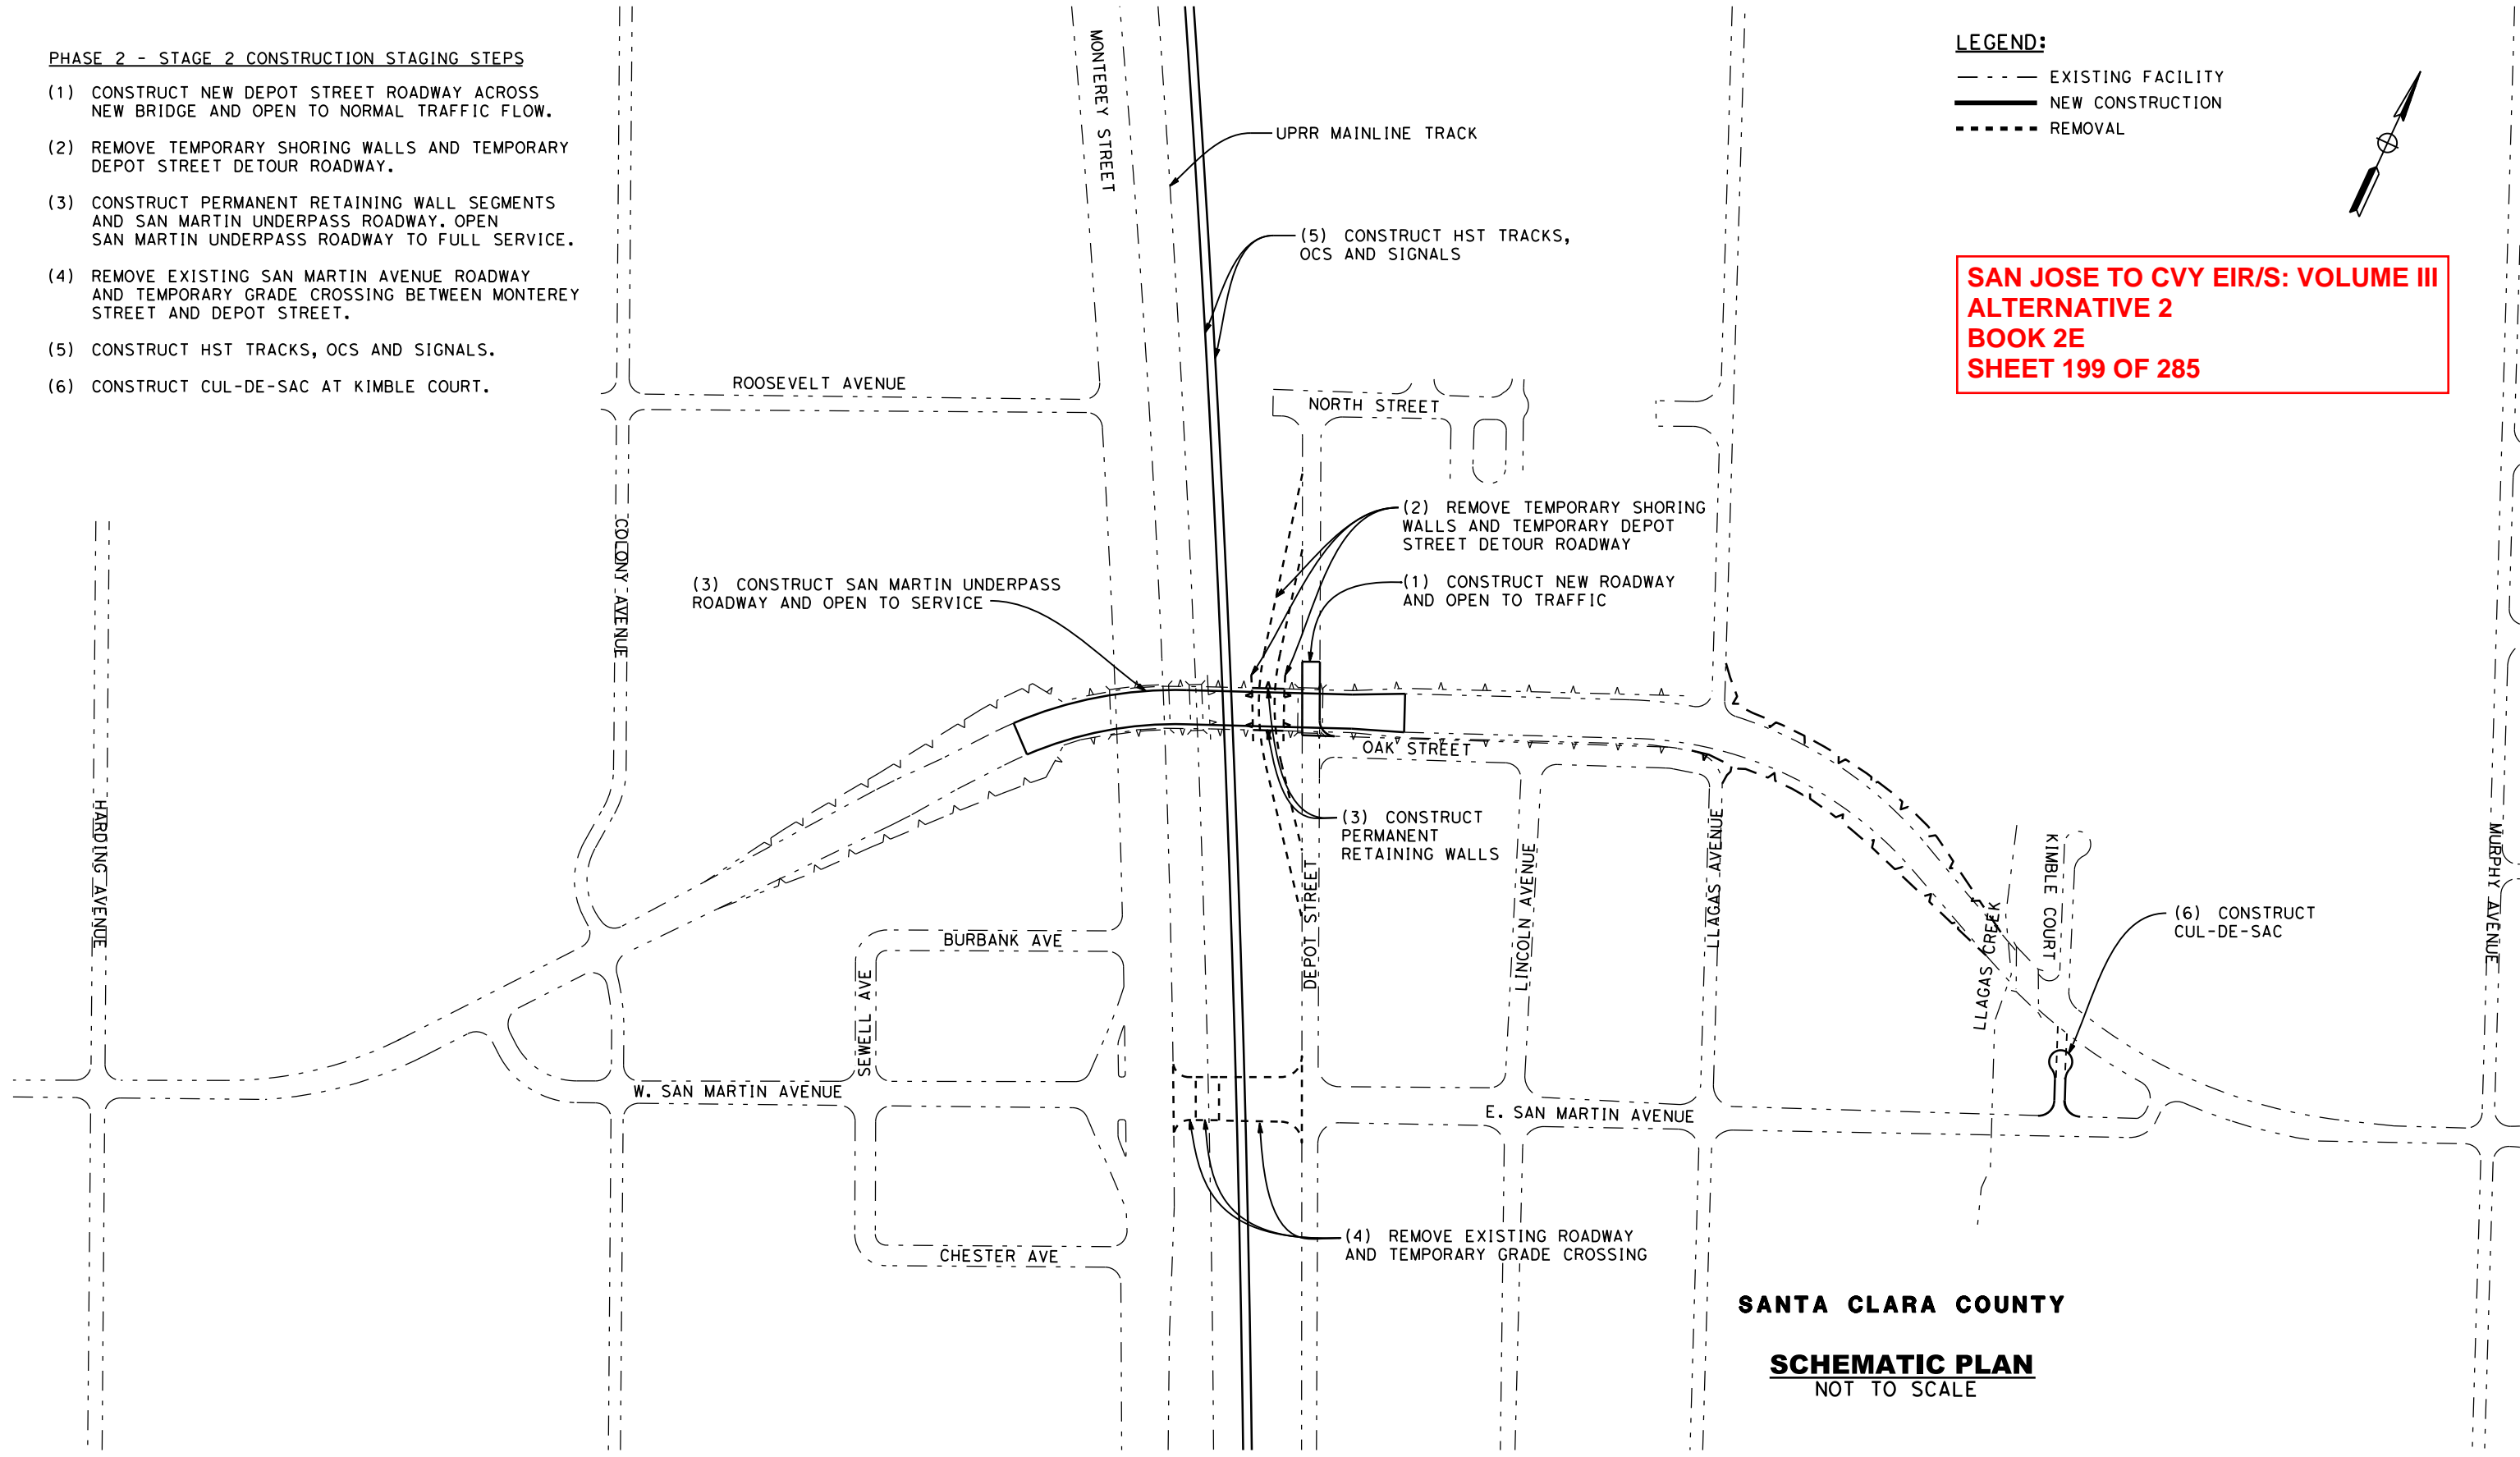 PHASE 2 - STAGE 2 CONSTRUCTION STAGING STEPS
(1) CONSTRUCT NEW DEPOT STREET ROADWAY ACROSS
NEW BRIDGE AND OPEN TO NORMAL TRAFFIC FLOW.
(2) REMOVE TEMPORARY SHORING WALLS AND TEMPORARY
DEPOT STREET DETOUR ROADWAY.
(3) CONSTRUCT PERMANENT RETAINING WALL SEGMENTS
AND SAN MARTIN UNDERPASS ROADWAY. OPEN
SAN MARTIN UNDERPASS ROADWAY TO FULL SERVICE.
(4) REMOVE EXISTING SAN MARTIN AVENUE ROADWAY
AND TEMPORARY GRADE CROSSING BETWEEN MONTEREY
STREET AND DEPOT STREET.
(5) CONSTRUCT HST TRACKS, OCS AND SIGNALS.
(6) CONSTRUCT CUL-DE-SAC AT KIMBLE COURT.
LEGEND:
EXISTING FACILITY
NEW CONSTRUCTION
REMOVAL
SAN JOSE TO CVY EIR/S: VOLUME III
ALTERNATIVE 2
BOOK 2E
SHEET 199 OF 285
MONTEREY STREET
UPRR MAINLINE TRACK
(5) CONSTRUCT HST TRACKS,
OCS AND SIGNALS
ROOSEVELT AVENUE
NORTH STREET
COLONY AVENUE
(2) REMOVE TEMPORARY SHORING
WALLS AND TEMPORARY DEPOT
STREET DETOUR ROADWAY
(3) CONSTRUCT SAN MARTIN UNDERPASS
ROADWAY AND OPEN TO SERVICE
(1) CONSTRUCT NEW ROADWAY
AND OPEN TO TRAFFIC
OAK STREET
(3) CONSTRUCT
PERMANENT
RETAINING WALLS
HARDING AVENUE
DEPOT STREET
LINCOLN AVENUE
LLAGAS AVENUE
LLAGAS CREEK
KIMBLE COURT
MURPHY AVENUE
(6) CONSTRUCT
CUL-DE-SAC
BURBANK AVE
SEWELL AVE
W. SAN MARTIN AVENUE
E. SAN MARTIN AVENUE
CHESTER AVE
(4) REMOVE EXISTING ROADWAY
AND TEMPORARY GRADE CROSSING
SANTA CLARA COUNTY
SCHEMATIC PLAN
NOT TO SCALE